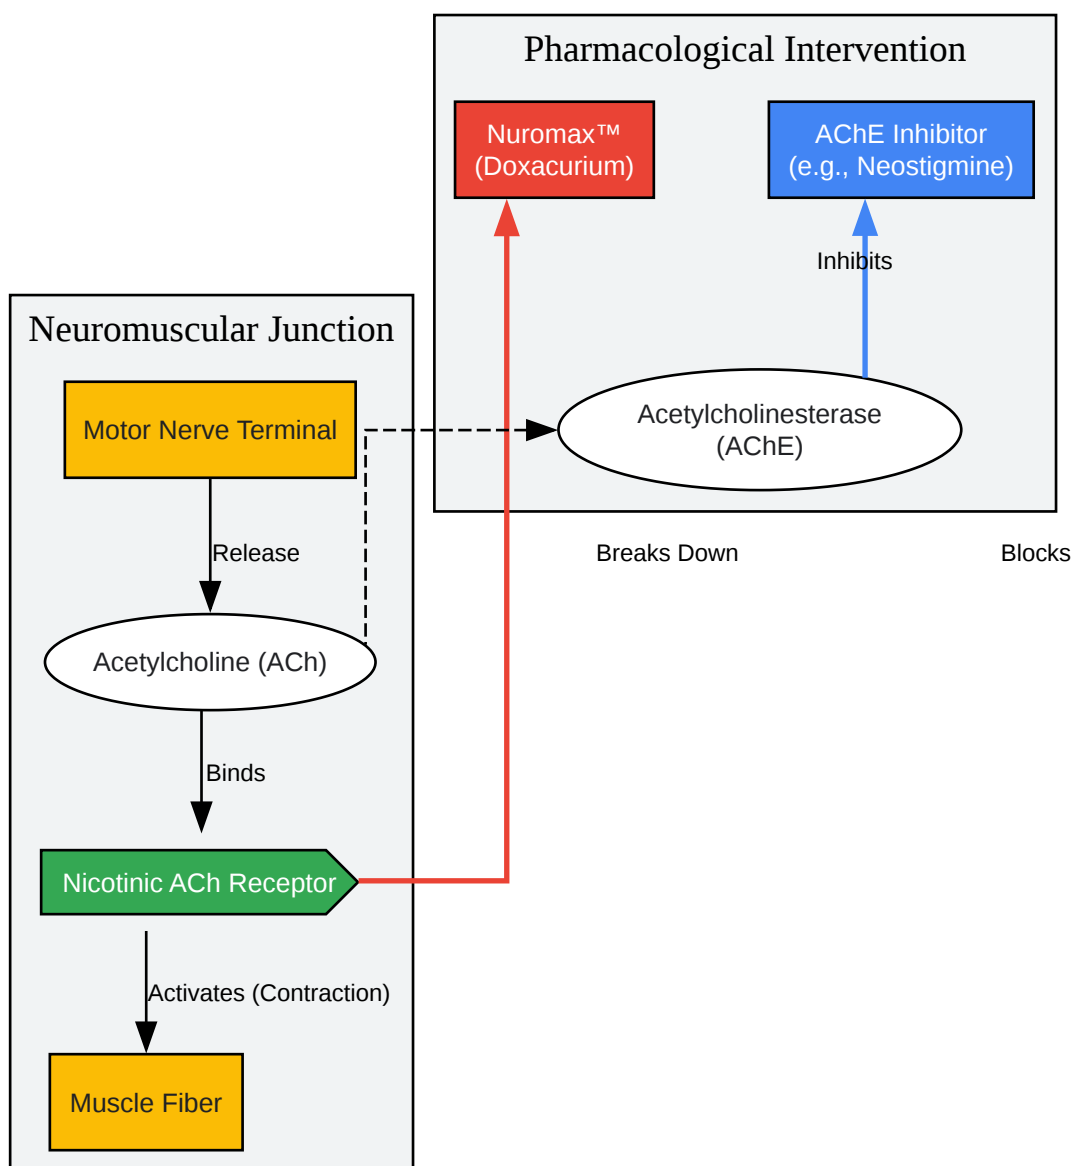 Pharmacological Intervention
Nuromax™
(Doxacurium)
AChE Inhibitor
(e.g., Neostigmine)
Inhibits
Neuromuscular Junction
Motor Nerve Terminal
Acetylcholinesterase
(AChE)
Release
Breaks Down
Blocks
Acetylcholine (ACh)
Binds
Nicotinic ACh Receptor
Activates (Contraction)
Muscle Fiber